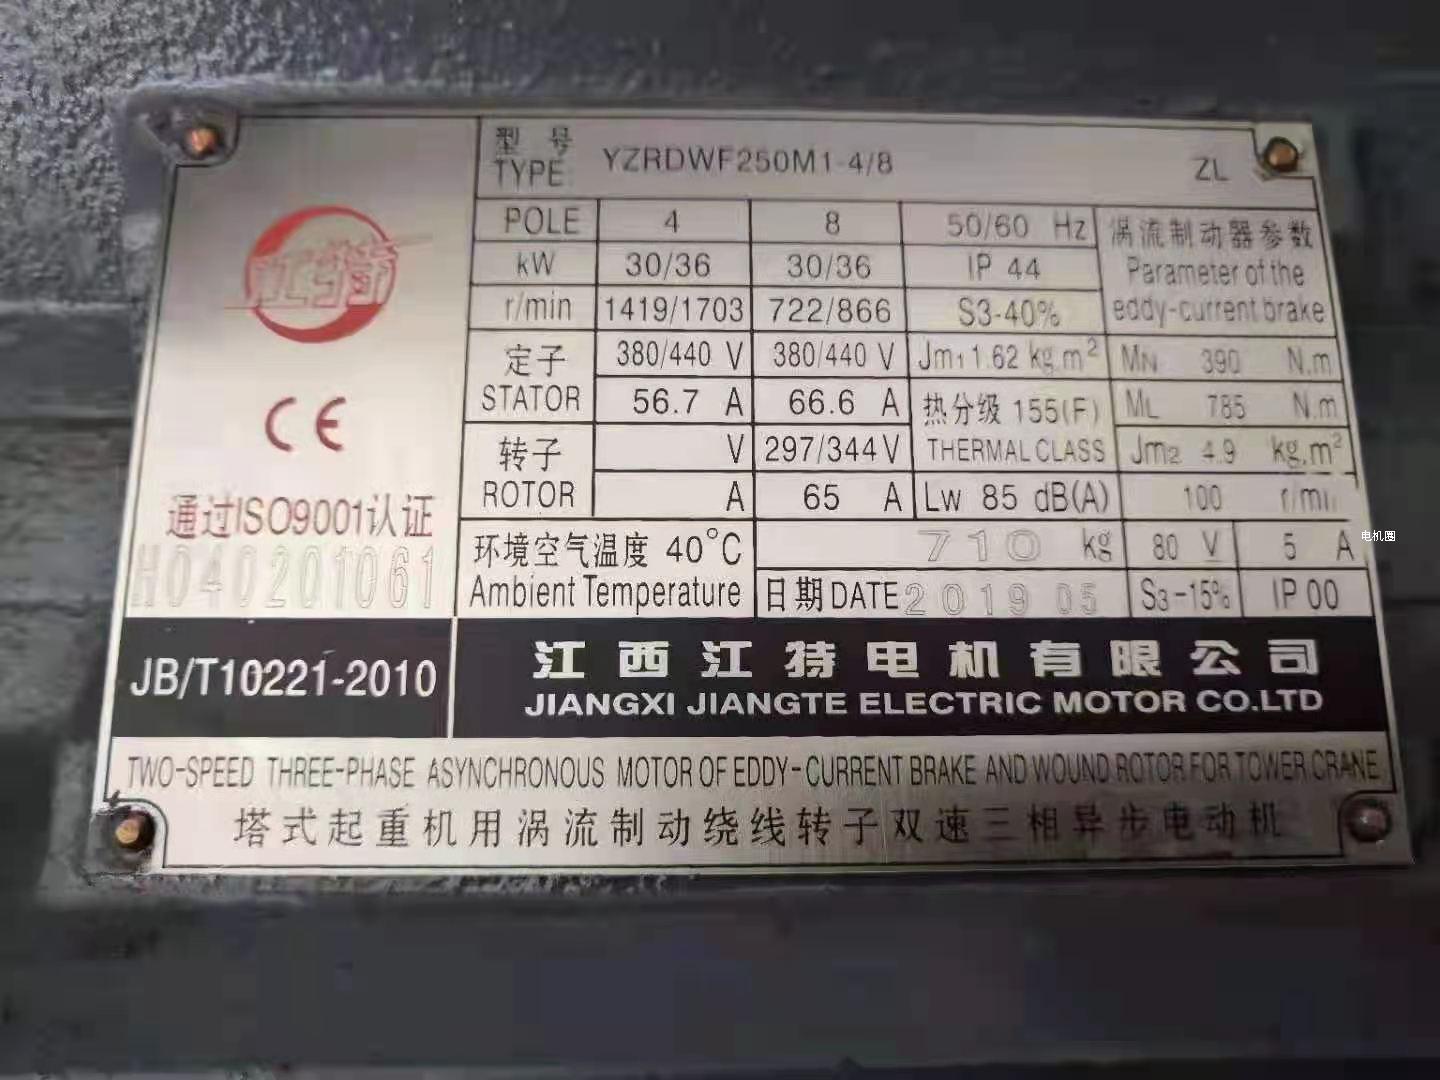 型号
TYPE YZRDWF250M1-4/8 ZL
POLE 4 8 50/60 Hz 涡流制动器参数
kW 30/36 30/36 IP 44 Parameter of the
r/min 1419/1703 722/866 S3-40% eddy-current brake
定子 380/440 V 380/440 V Jm1 1.62 kg.m² MN 390 N.m
STATOR 56.7 A 66.6 A 热分级 155(F) ML 785 N.m
转子 V 297/344V THERMAL CLASS Jm2 4.9 kg.m²
ROTOR A 65 A Lw 85 dB(A) 100 r/min
环境空气温度 40°C 710 kg 80 V 5 A
Ambient Temperature 日期 DATE 2019 05 S3-15% IP 00
江特
CE
通过ISO9001认证
H040201061
JB/T10221-2010
江西江特电机有限公司
JIANGXI JIANGTE ELECTRIC MOTOR CO.LTD
TWO-SPEED THREE-PHASE ASYNCHRONOUS MOTOR OF EDDY-CURRENT BRAKE AND WOUND ROTOR FOR TOWER CRANE
塔式起重机用涡流制动绕线转子双速三相异步电动机
电机圈